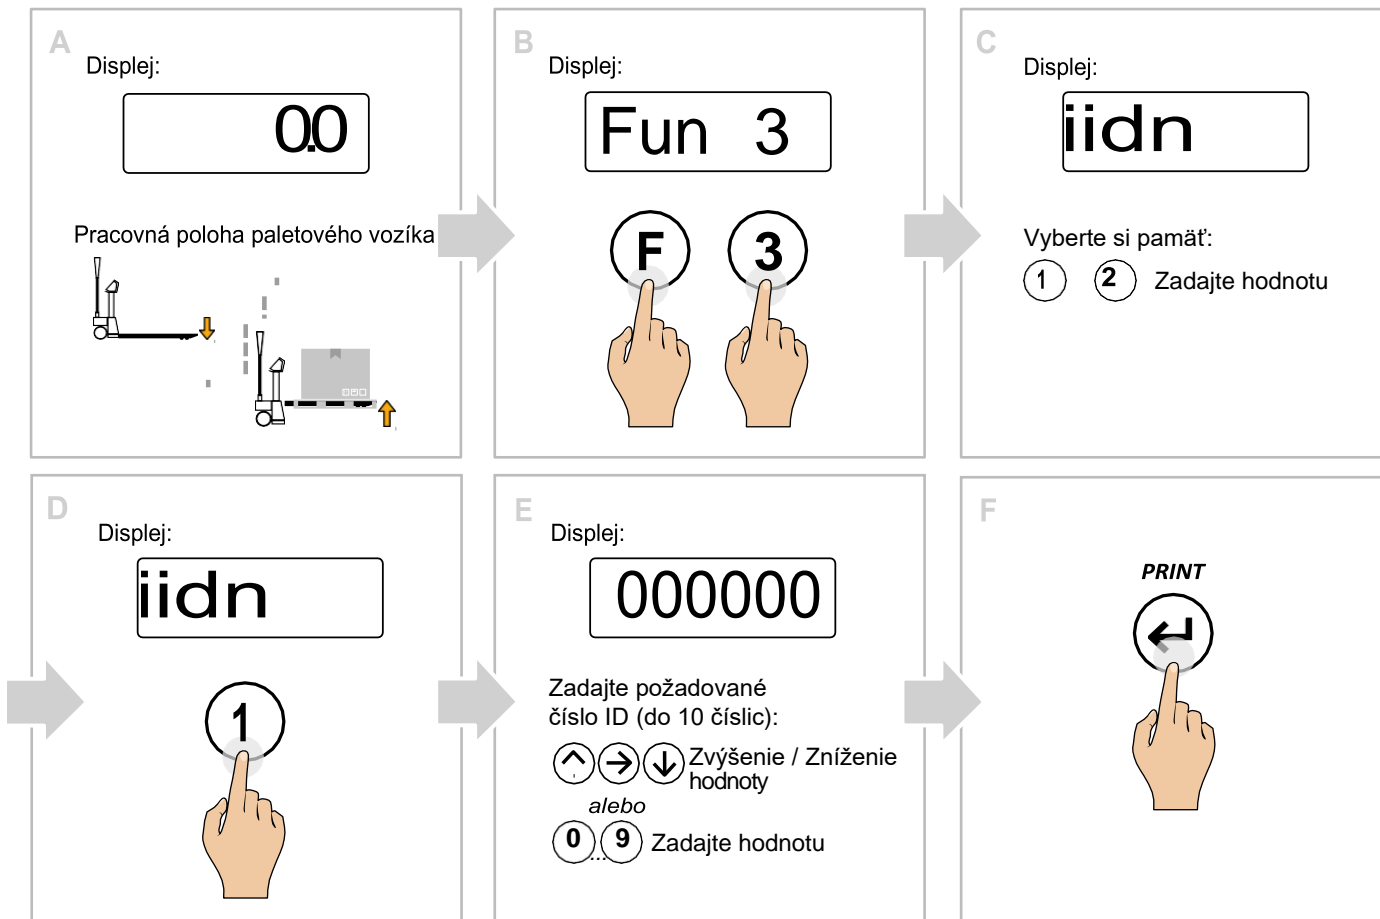 A
Displej:
0.0
Pracovná poloha paletového vozíka
B
Displej:
Fun 3
F 3
C
Displej:
iidn
Vyberte si pamäť:
1 2 Zadajte hodnotu
D
Displej:
iidn
1
E
Displej:
000000
Zadajte požadované
číslo ID (do 10 číslic):
Zvýšenie / Zníženie
hodnoty
alebo
0 ... 9 Zadajte hodnotu
F
PRINT